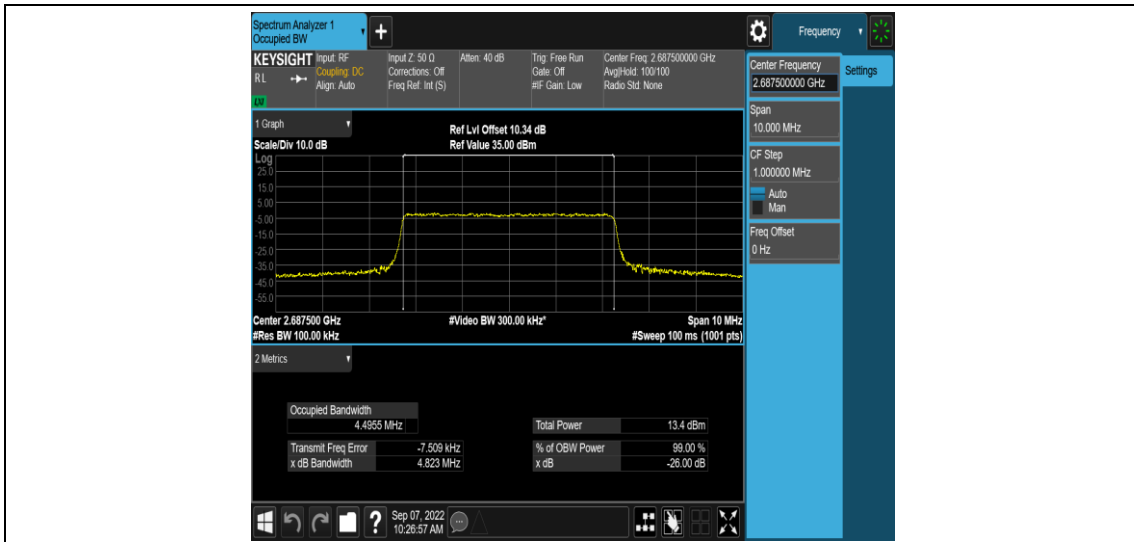 Spectrum Analyzer 1
Occupied BW
Frequency
KEYSIGHT
RL
LM
Input: RF
Coupling: DC
Align: Auto
Input Z: 50 Ω
Corrections: Off
Freq Ref: Int (S)
Atten: 40 dB
Trig: Free Run
Gate: Off
#IF Gain: Low
Center Freq: 2.687500000 GHz
Avg|Hold: 100/100
Radio Std: None
Center Frequency
2.687500000 GHz
Settings
Span
10.000 MHz
CF Step
1.000000 MHz
Auto
Man
Freq Offset
0 Hz
1 Graph
Scale/Div 10.0 dB
Ref Lvl Offset 10.34 dB
Ref Value 35.00 dBm
Log
25.0
15.0
5.00
-5.00
-15.0
-25.0
-35.0
-45.0
-55.0
Center 2.687500 GHz
#Res BW 100.00 kHz
#Video BW 300.00 kHz*
Span 10 MHz
#Sweep 100 ms (1001 pts)
2 Metrics
Occupied Bandwidth
4.4955 MHz
Total Power 13.4 dBm
Transmit Freq Error -7.509 kHz
% of OBW Power 99.00 %
x dB Bandwidth 4.823 MHz
x dB -26.00 dB
?
Sep 07, 2022
10:26:57 AM